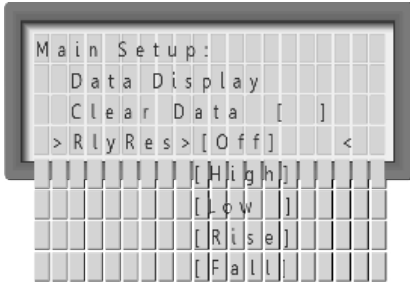 Main Setup:
Data Display
Clear Data [ ]
>RlyRes>[Off] <
[High]
[Low ]
[Rise]
[Fall]